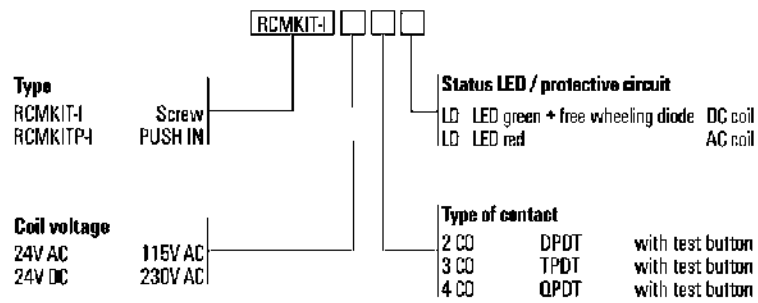 RCMKIT-I
Type
RCMKIT-I Screw
RCMKITP-I PUSH IN
Status LED / protective circuit
LD LED green + free wheeling diode DC coil
LD LED red AC coil
Coil voltage
24V AC 115V AC
24V DC 230V AC
Type of contact
2 CO DPDT with test button
3 CO TPDT with test button
4 CO QPDT with test button